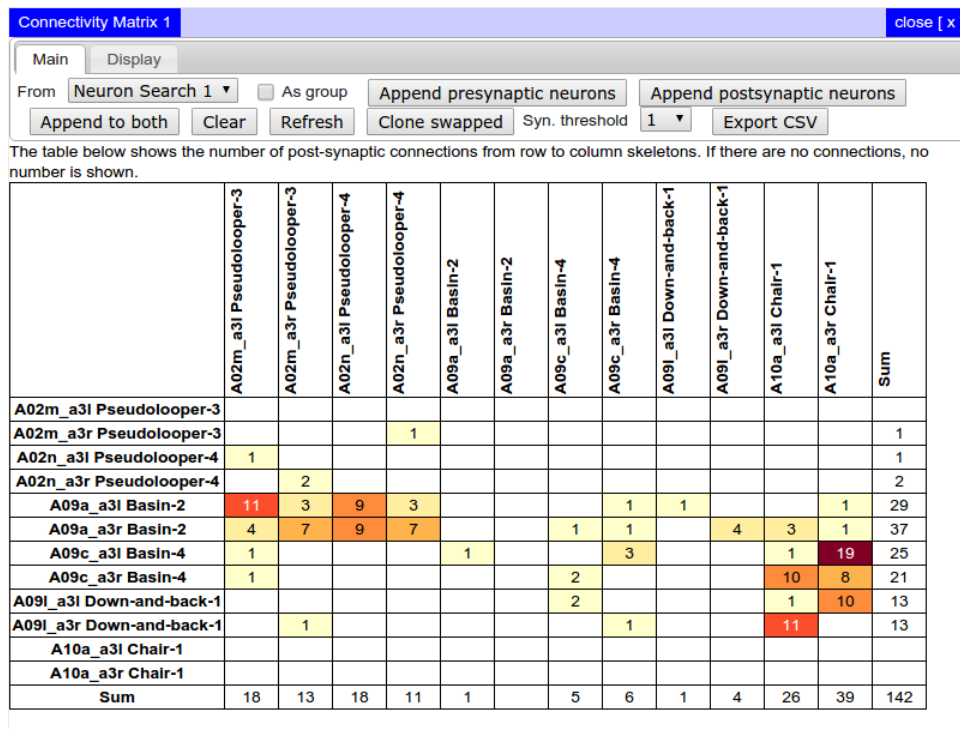 Connectivity Matrix 1 close [ x
Main Display
From Neuron Search 1 ▼ As group Append presynaptic neurons Append postsynaptic neurons
Append to both Clear Refresh Clone swapped Syn. threshold 1 ▼ Export CSV
The table below shows the number of post-synaptic connections from row to column skeletons. If there are no connections, no
number is shown.
A02m_a3l Pseudolooper-3 A02m_a3r Pseudolooper-3 A02n_a3l Pseudolooper-4 A02n_a3r Pseudolooper-4 A09a_a3l Basin-2 A09a_a3r Basin-2 A09c_a3l Basin-4 A09c_a3r Basin-4 A09l_a3l Down-and-back-1 A09l_a3r Down-and-back-1 A10a_a3l Chair-1 A10a_a3r Chair-1 Sum
A02m_a3l Pseudolooper-3
A02m_a3r Pseudolooper-3 1 1
A02n_a3l Pseudolooper-4 1 1
A02n_a3r Pseudolooper-4 2 2
A09a_a3l Basin-2 11 3 9 3 1 1 1 29
A09a_a3r Basin-2 4 7 9 7 1 1 4 3 1 37
A09c_a3l Basin-4 1 1 3 1 19 25
A09c_a3r Basin-4 1 2 10 8 21
A09l_a3l Down-and-back-1 2 1 10 13
A09l_a3r Down-and-back-1 1 1 11 13
A10a_a3l Chair-1
A10a_a3r Chair-1
Sum 18 13 18 11 1 5 6 1 4 26 39 142